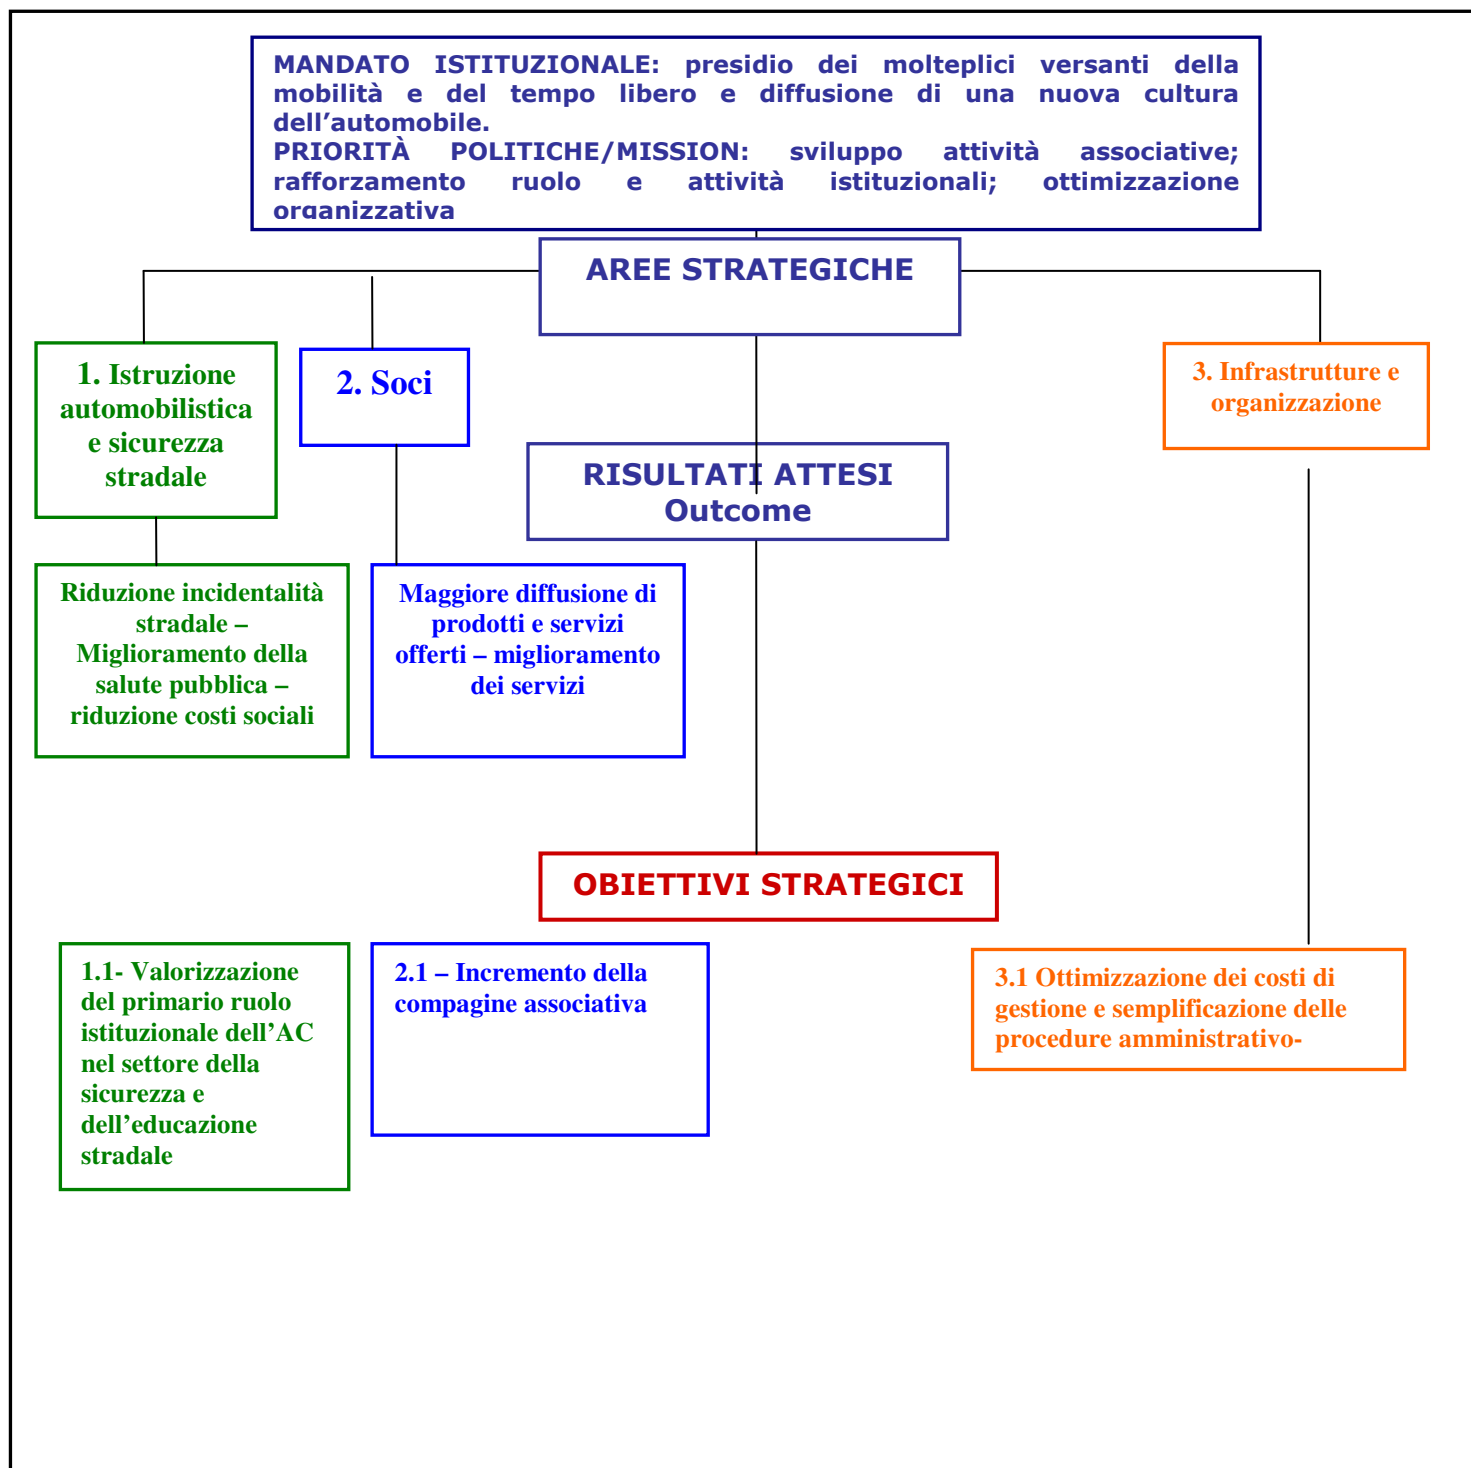 MANDATO ISTITUZIONALE: presidio dei molteplici versanti della
mobilità e del tempo libero e diffusione di una nuova cultura
dell’automobile.
PRIORITÀ POLITICHE/MISSION: sviluppo attività associative;
rafforzamento ruolo e attività istituzionali; ottimizzazione
organizzativa
AREE STRATEGICHE
1. Istruzione
automobilistica
e sicurezza
stradale
2. Soci
3. Infrastrutture e
organizzazione
RISULTATI ATTESI
Outcome
Riduzione incidentalità
stradale –
Miglioramento della
salute pubblica –
riduzione costi sociali
Maggiore diffusione di
prodotti e servizi
offerti – miglioramento
dei servizi
OBIETTIVI STRATEGICI
1.1- Valorizzazione
del primario ruolo
istituzionale dell’AC
nel settore della
sicurezza e
dell’educazione
stradale
2.1 – Incremento della
compagine associativa
3.1 Ottimizzazione dei costi di
gestione e semplificazione delle
procedure amministrativo-